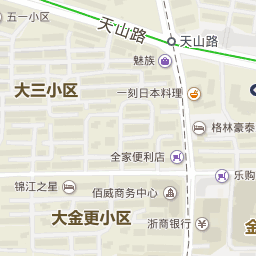 五一小区
天山路
天山路
魅族
大三小区
一刻日本料理
格林豪泰
全家便利店
乐购
锦江之星
佰威商务中心
大金更小区
浙商银行
金